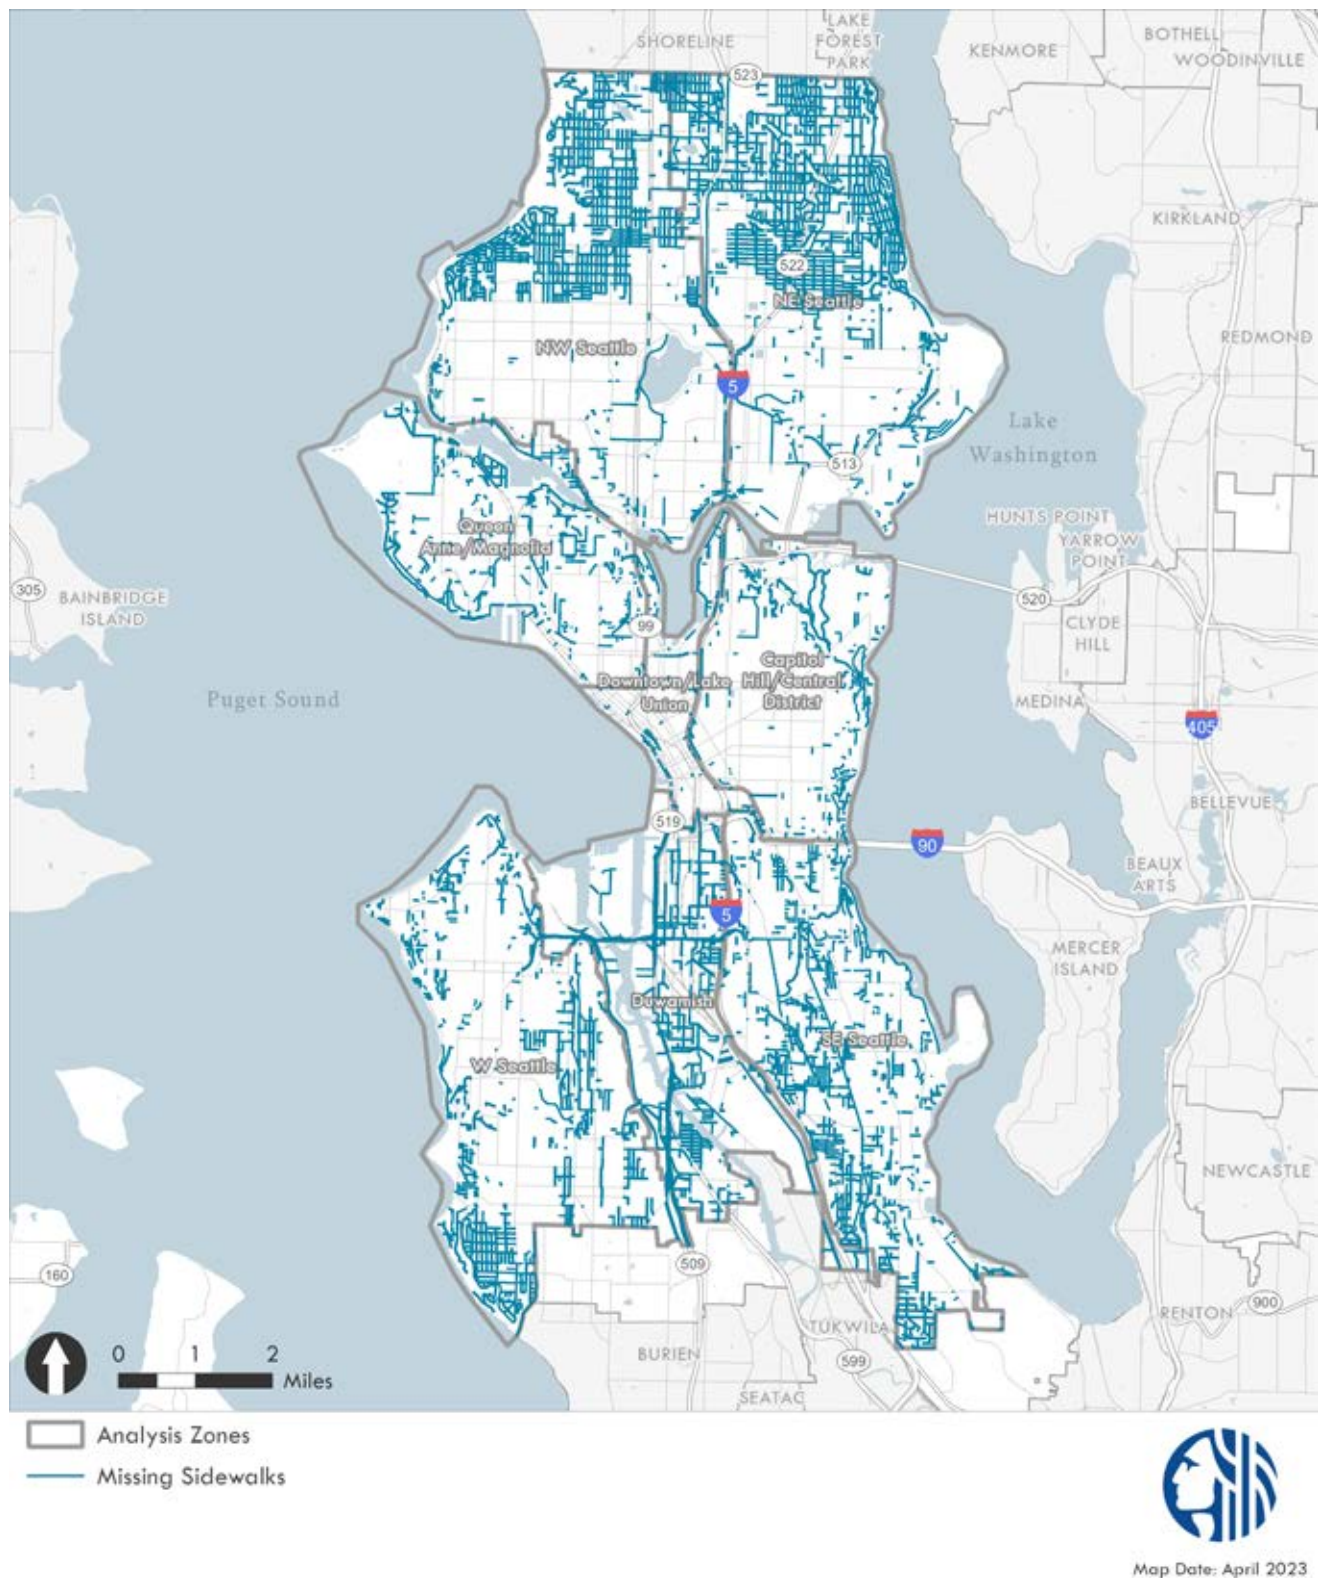 SHORELINE
LAKE
FOREST
PARK
KENMORE
BOTHELL
WOODINVILLE
523
KIRKLAND
522
NE Seattle
NW Seattle
REDMOND
5
Lake
Washington
513
HUNTS POINT
YARROW
POINT
Queen
Anne/Magnolia
305
BAINBRIDGE
ISLAND
520
CLYDE
HILL
99
Capitol
Hill/Central
District
Downtown/Lake
Union
Puget Sound
MEDINA
405
BELLEVUE
519
90
BEAUX
ARTS
5
MERCER
ISLAND
Duwamish
SE Seattle
W Seattle
NEWCASTLE
160
509
RENTON
900
TUKWILA
BURIEN
599
SEATAC
0 1 2
Miles
Analysis Zones
Missing Sidewalks
Map Date: April 2023